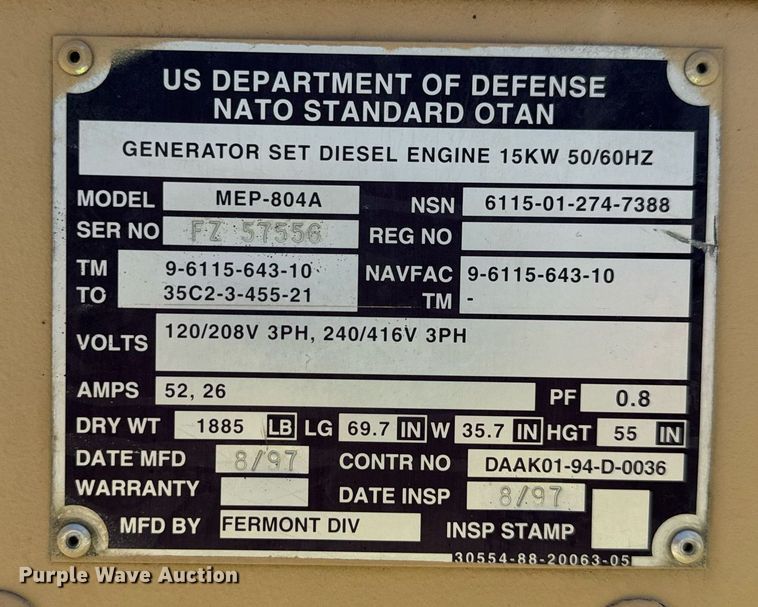 US DEPARTMENT OF DEFENSE
NATO STANDARD OTAN
GENERATOR SET DIESEL ENGINE 15KW 50/60HZ
MODEL MEP-804A NSN 6115-01-274-7388
SER NO FZ 57556 REG NO
TM 9-6115-643-10 NAVFAC 9-6115-643-10
TO 35C2-3-455-21 TM -
VOLTS 120/208V 3PH, 240/416V 3PH
AMPS 52, 26 PF 0.8
DRY WT 1885 LB LG 69.7 IN W 35.7 IN HGT 55 IN
DATE MFD 8/97 CONTR NO DAAK01-94-D-0036
WARRANTY DATE INSP 8/97
MFD BY FERMONT DIV INSP STAMP
30554-88-20063-05
Purple Wave Auction